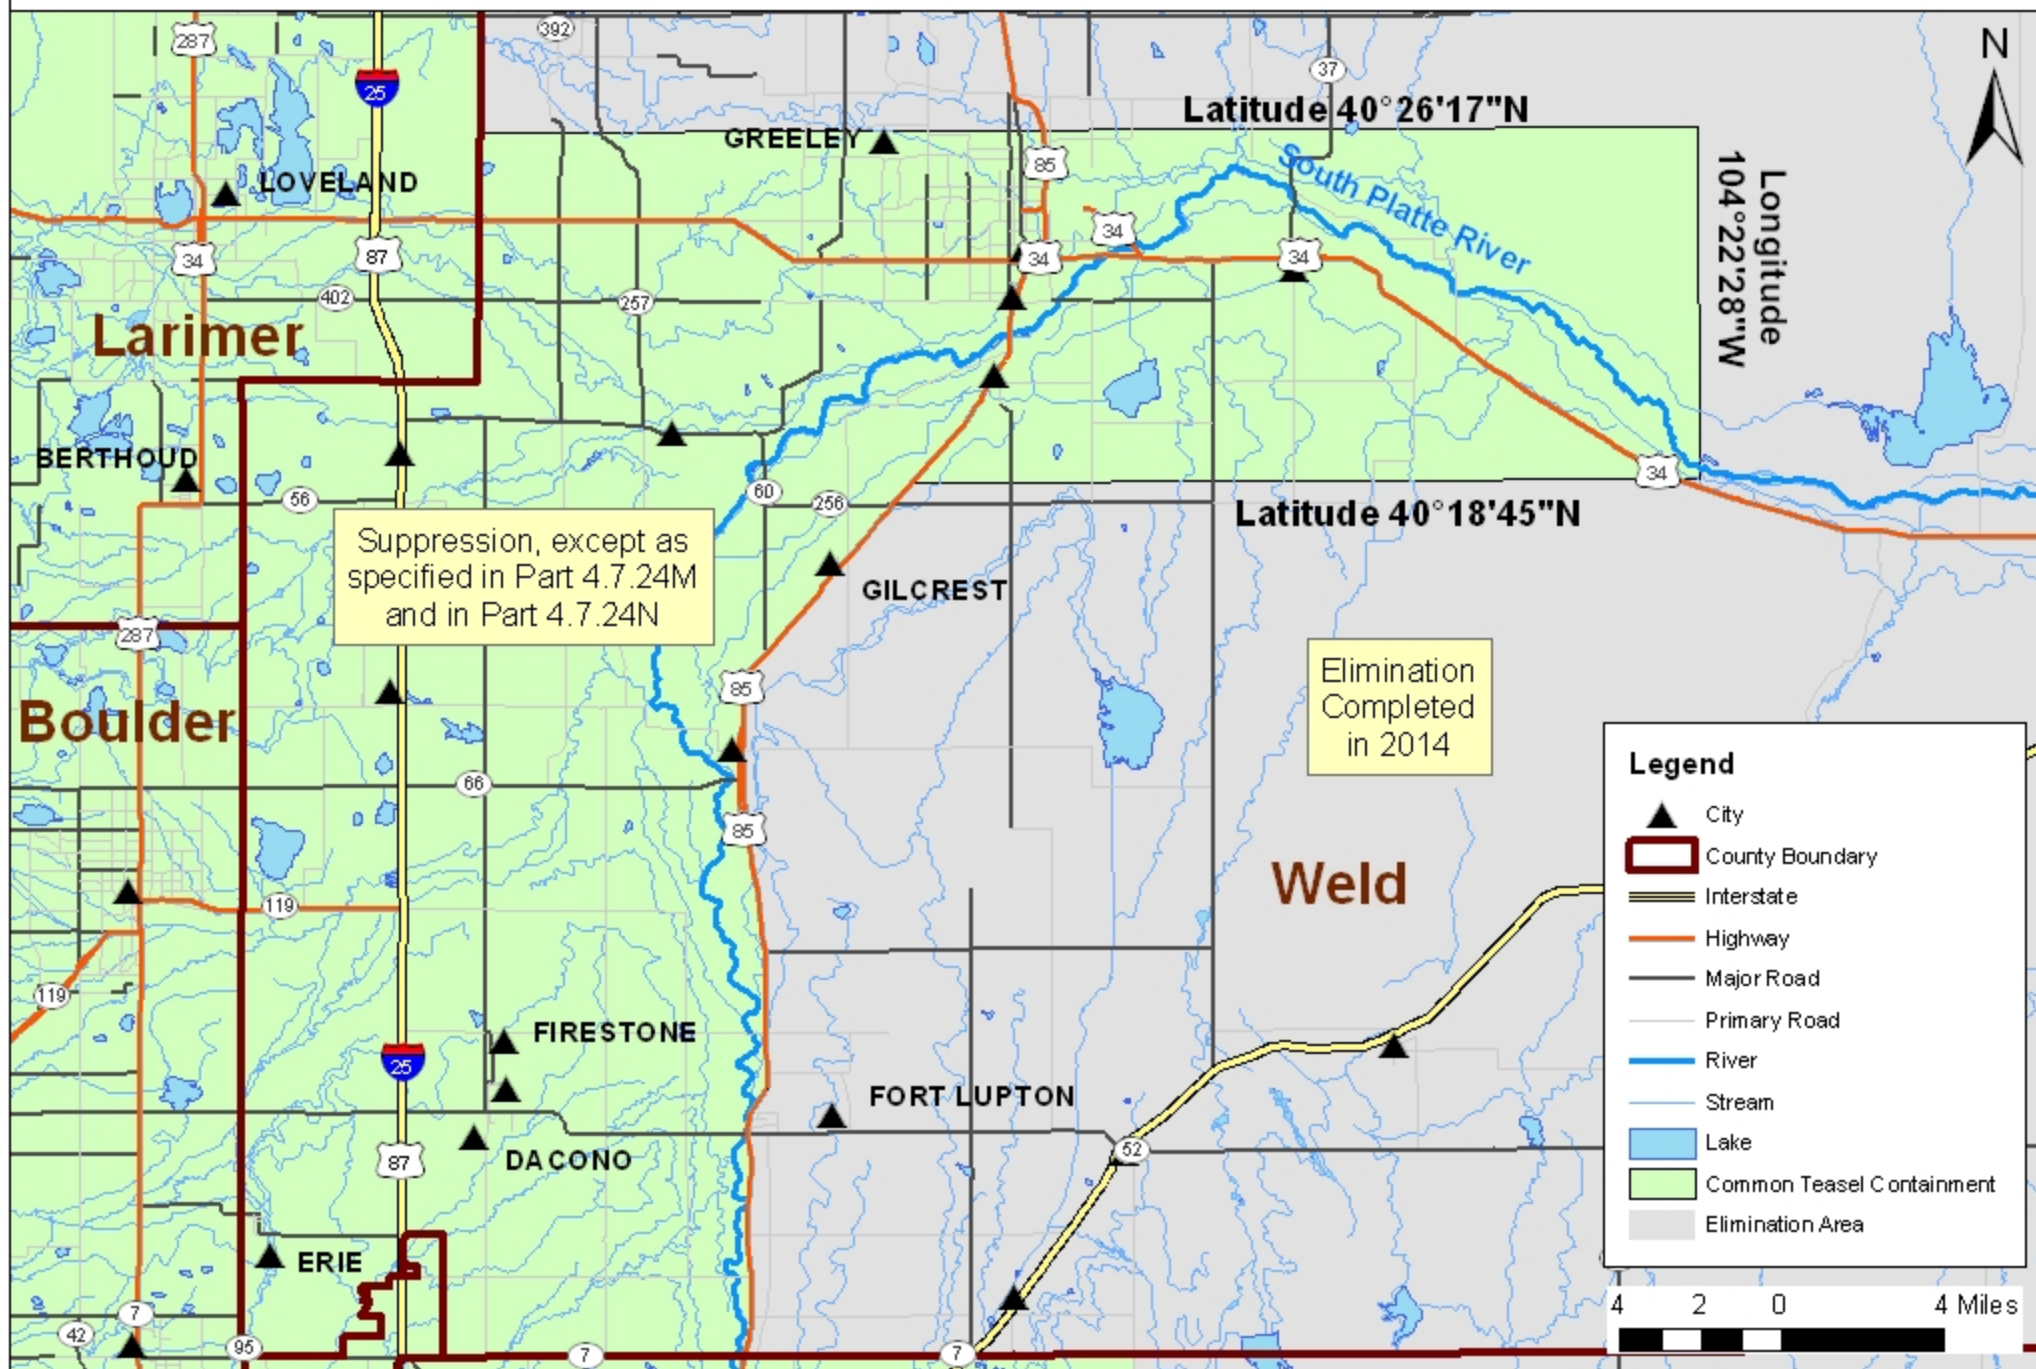 392
287
25
37
Latitude 40°26'17"N
N
GREELEY
85
South Platte River
Longitude
104°22'28"W
LOVELAND
34
87
34
34
34
402
257
Larimer
BERTHOUD
56
60
256
34
Latitude 40°18'45"N
Suppression, except as
specified in Part 4.7.24M
and in Part 4.7.24N
GILCREST
287
Boulder
85
Elimination
Completed
in 2014
66
85
Weld
119
119
25
FIRESTONE
FORT LUPTON
87
DACONO
52
ERIE
7
42
95
7
7
Legend
City
County Boundary
Interstate
Highway
Major Road
Primary Road
River
Stream
Lake
Common Teasel Containment
Elimination Area
4 2 0 4 Miles